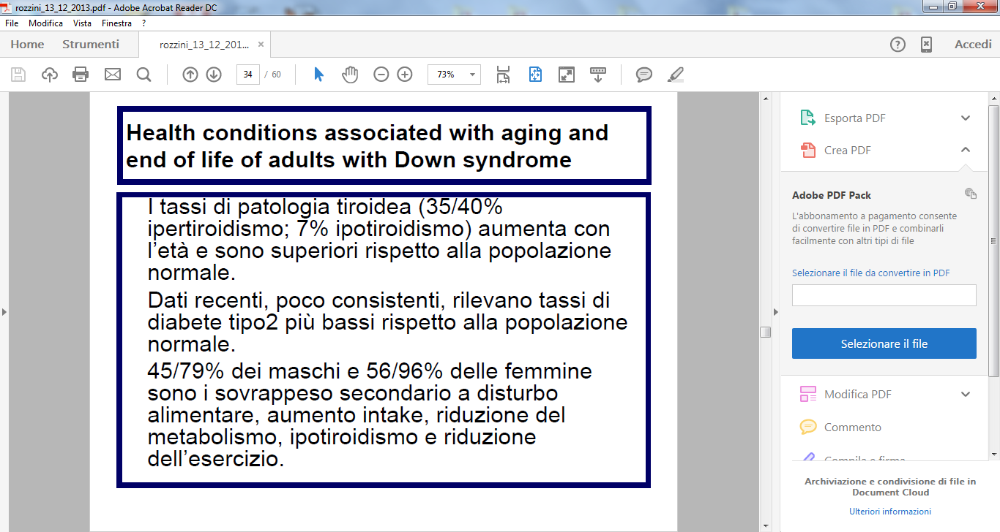 rozzini_13_12_2013.pdf - Adobe Acrobat Reader DC
File Modifica Vista Finestra ?
Home Strumenti rozzini_13_12_201... × Accedi
34 / 60 73%
Health conditions associated with aging and
end of life of adults with Down syndrome
I tassi di patologia tiroidea (35/40%
ipertiroidismo; 7% ipotiroidismo) aumenta con
l’età e sono superiori rispetto alla popolazione
normale.
Dati recenti, poco consistenti, rilevano tassi di
diabete tipo2 più bassi rispetto alla popolazione
normale.
45/79% dei maschi e 56/96% delle femmine
sono i sovrappeso secondario a disturbo
alimentare, aumento intake, riduzione del
metabolismo, ipotiroidismo e riduzione
dell’esercizio.
Esporta PDF
Crea PDF
Adobe PDF Pack
L'abbonamento a pagamento consente
di convertire file in PDF e combinarli
facilmente con altri tipi di file
Selezionare il file da convertire in PDF
Selezionare il file
Modifica PDF
Commento
Compila e firma
Archiviazione e condivisione di file in
Document Cloud
Ulteriori informazioni